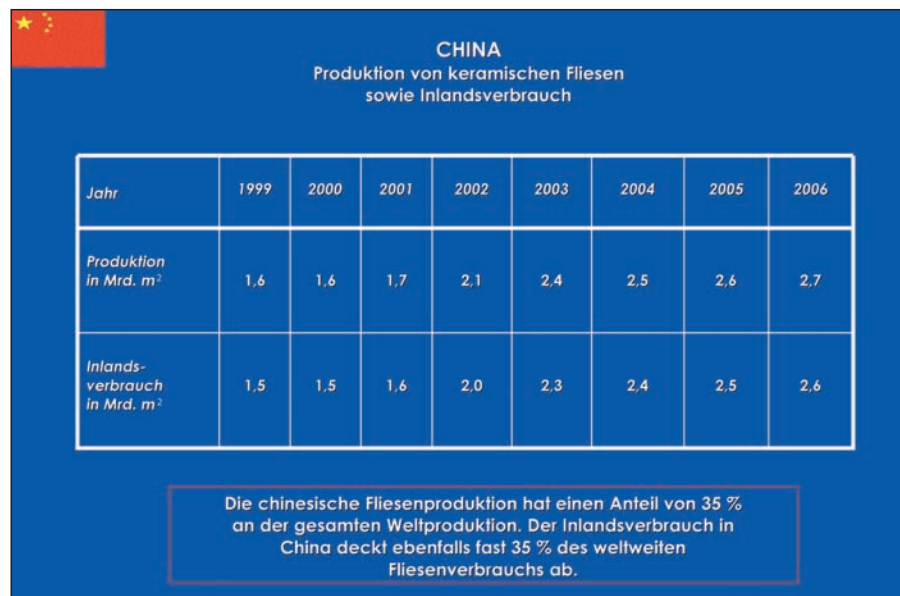 CHINA
Produktion von keramischen Fliesen
sowie Inlandsverbrauch
Jahr 1999 2000 2001 2002 2003 2004 2005 2006
Produktion
in Mrd. m² 1,6 1,6 1,7 2,1 2,4 2,5 2,6 2,7
Inlands-
verbrauch 1,5 1,5 1,6 2,0 2,3 2,4 2,5 2,6
in Mrd. m²
Die chinesische Fliesenproduktion hat einen Anteil von 35 %
an der gesamten Weltproduktion. Der Inlandsverbrauch in
China deckt ebenfalls fast 35 % des weltweiten
Fliesenverbrauchs ab.